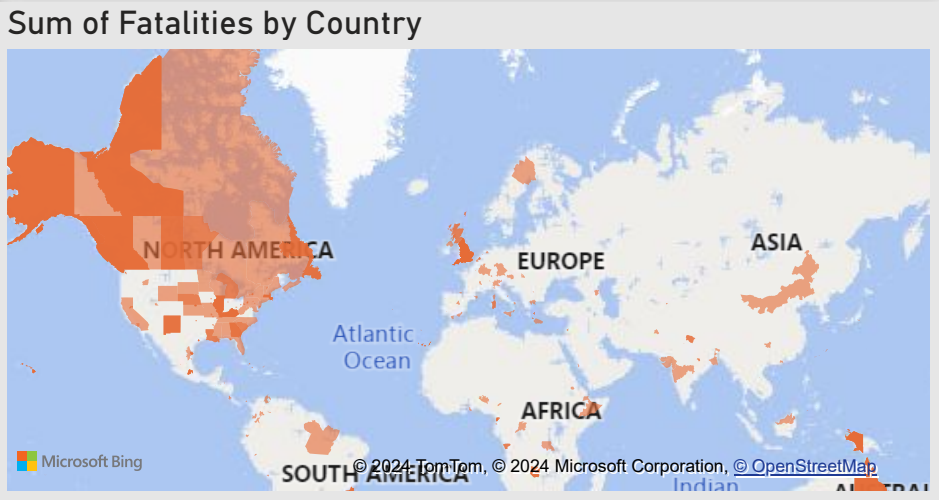 Sum of Fatalities by Country
NORTH AMERICA
ASIA
EUROPE
Atlantic
Ocean
AFRICA
Microsoft Bing
© 2024 TomTom, © 2024 Microsoft Corporation, © OpenStreetMap
SOUTH AMERICA
Indian